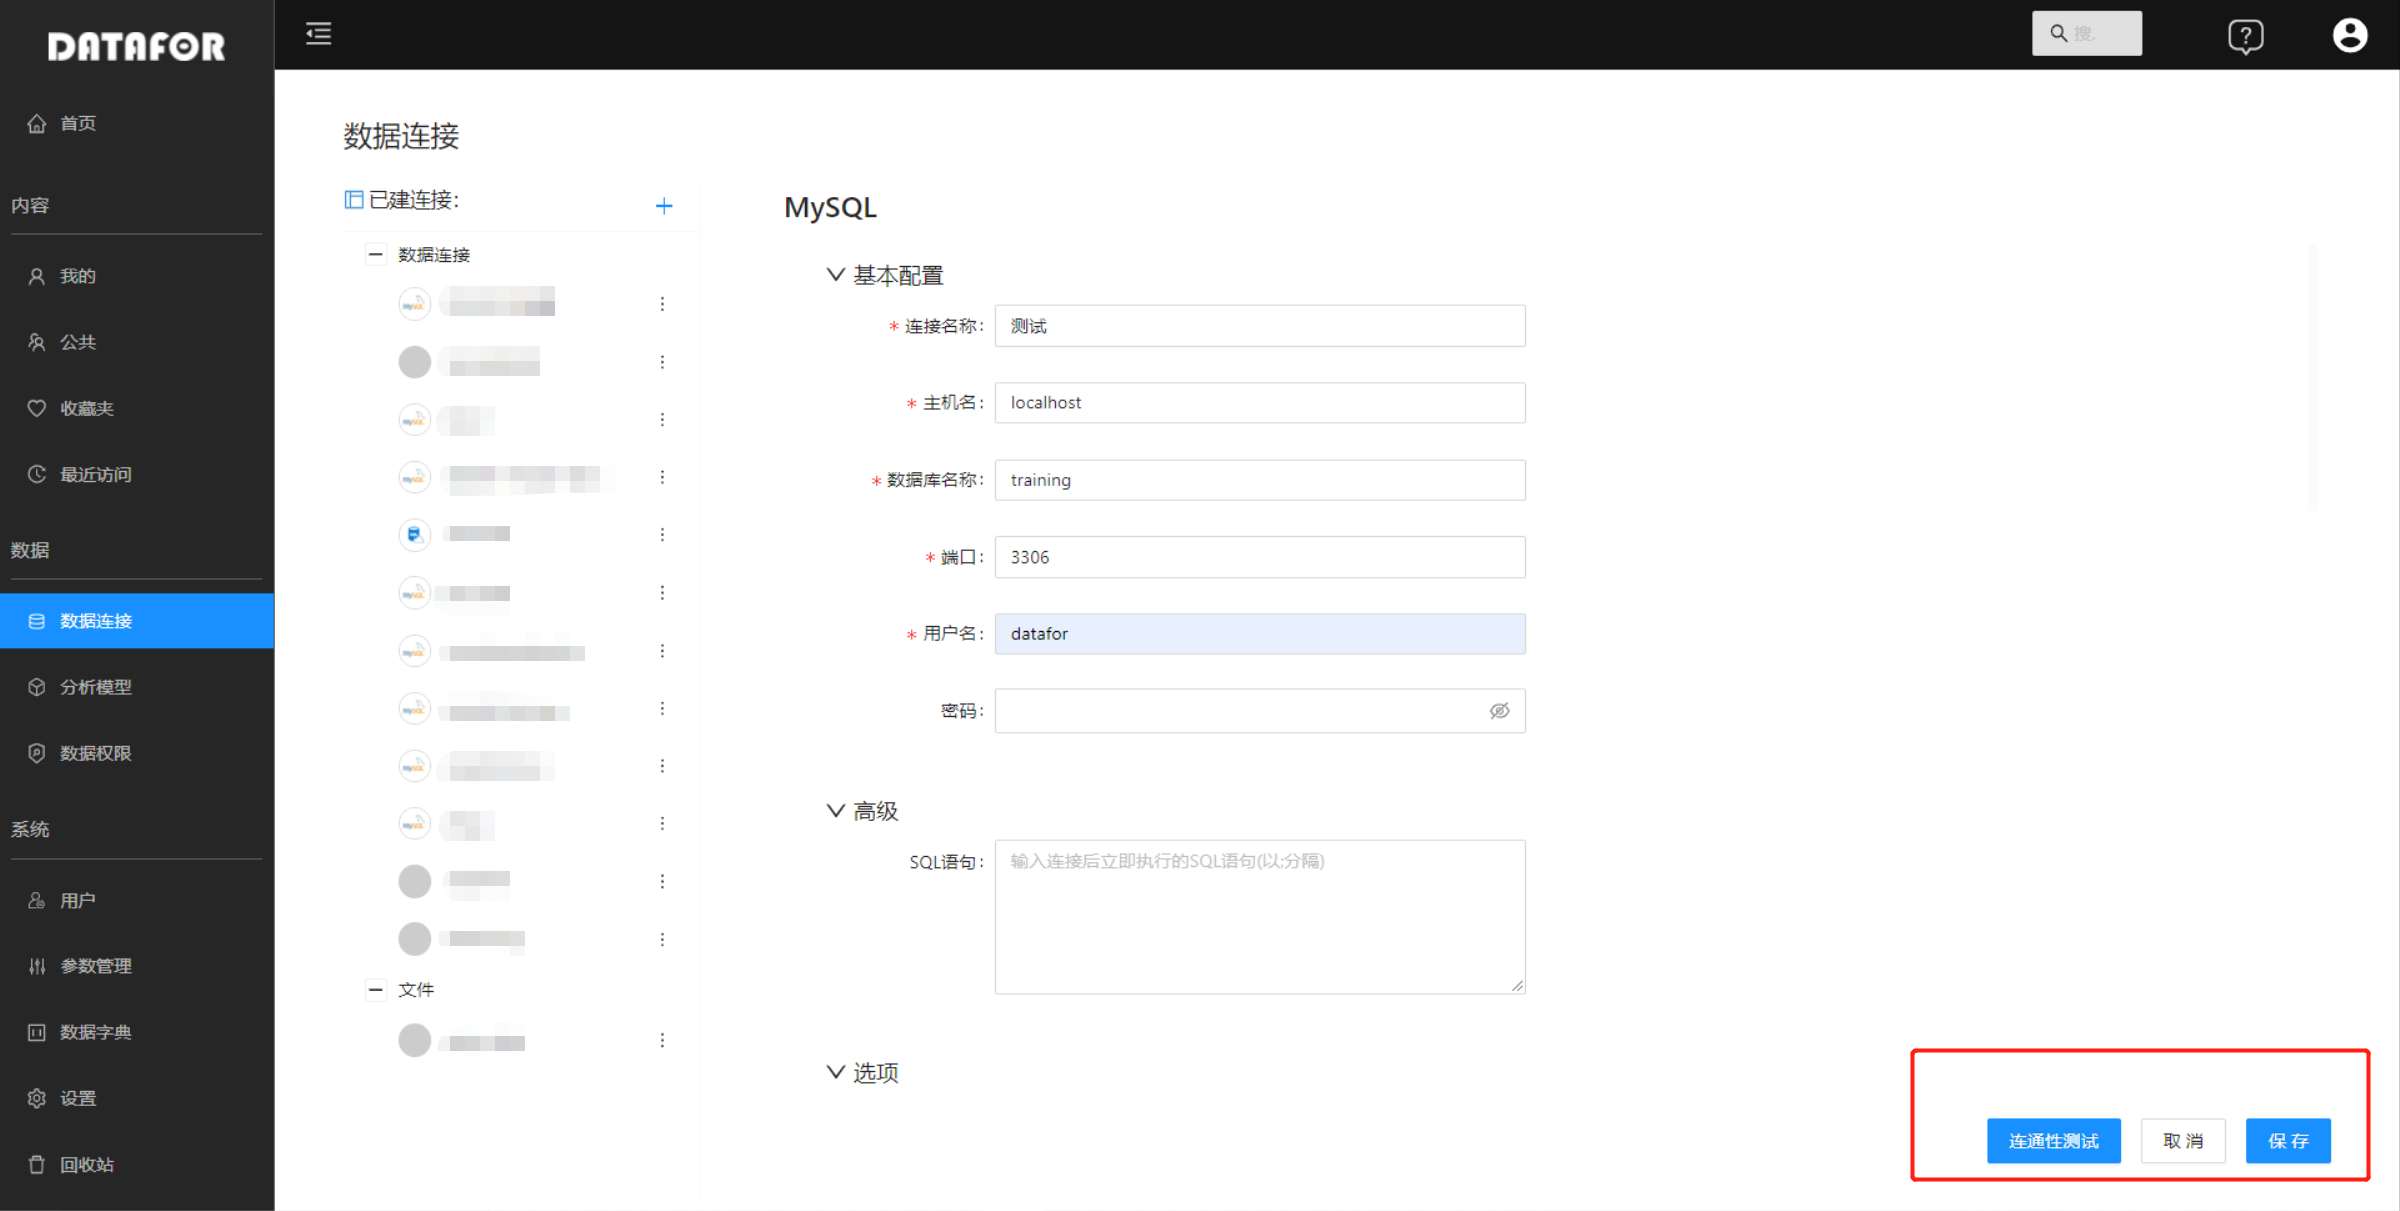 DATAFOR
搜
首页
内容
我的
公共
收藏夹
最近访问
数据
数据连接
分析模型
数据权限
系统
用户
参数管理
数据字典
设置
回收站
数据连接
已建连接:
数据连接
文件
MySQL
基本配置
* 连接名称: 测试
* 主机名: localhost
* 数据库名称: training
* 端口: 3306
* 用户名: datafor
密码:
高级
SQL语句: 输入连接后立即执行的SQL语句(以;分隔)
选项
连通性测试 取 消 保 存